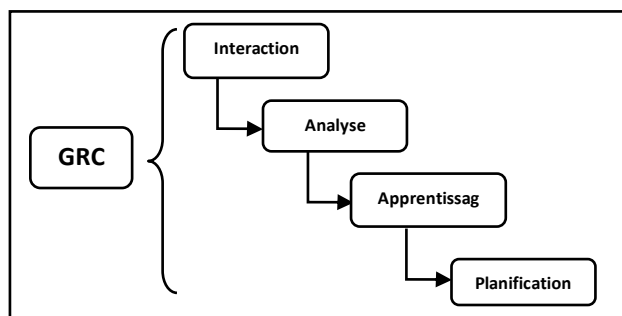 Interaction
Analyse
GRC
Apprentissag
Planification